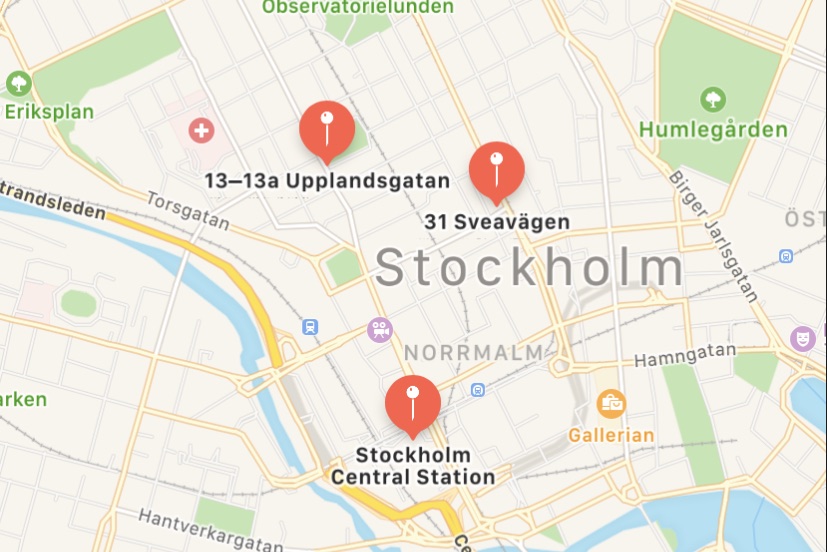 Observatorielunden
Eriksplan
Humlegården
13–13a Upplandsgatan
trandsleden
Torsgatan
31 Sveavägen
Birger Jarlsgatan
ÖST
Stockholm
NORRMALM
Hamngatan
arken
Gallerian
Stockholm
Central Station
Hantverkargatan
Ce